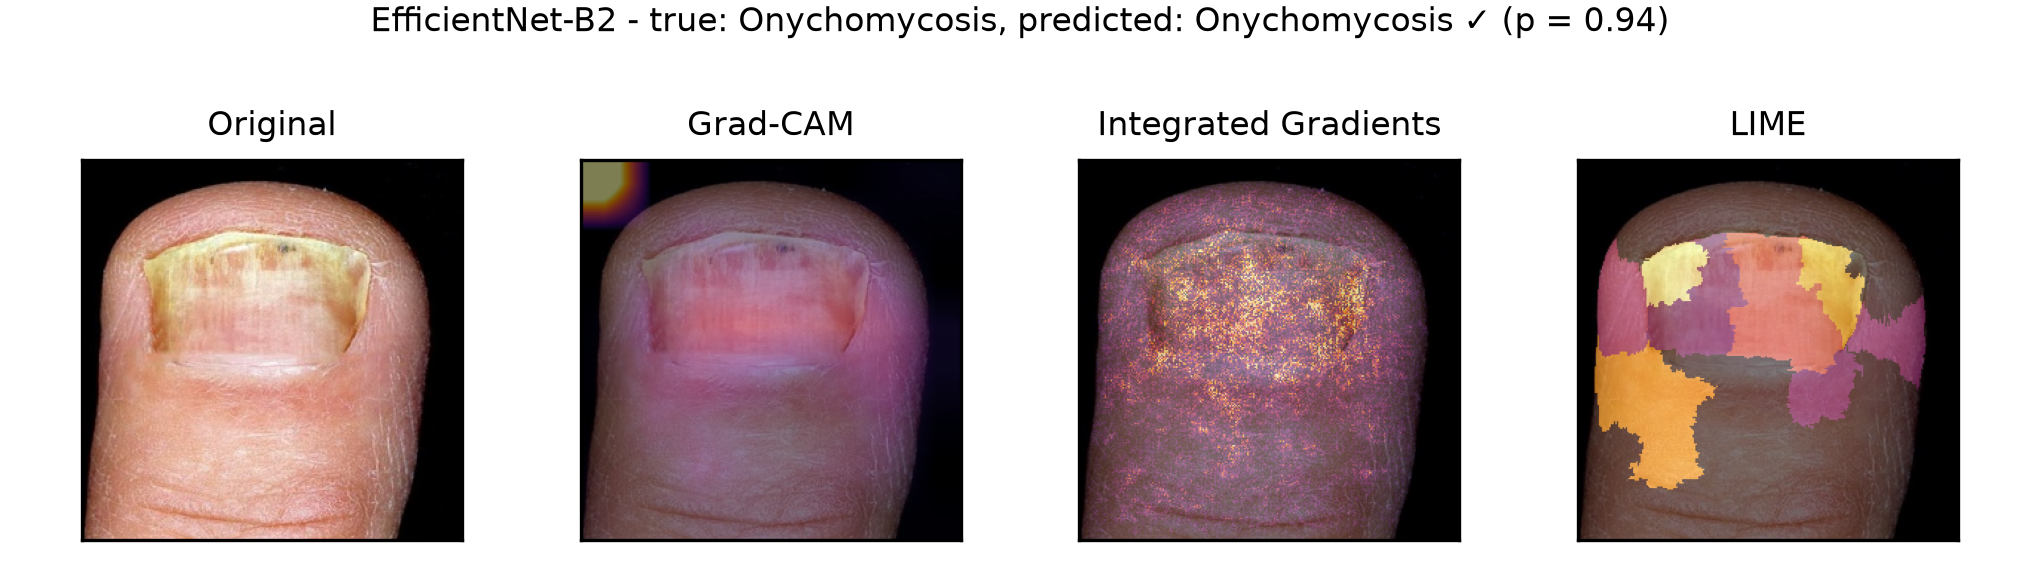 EfficientNet-B2 - true: Onychomycosis, predicted: Onychomycosis ✓ (p = 0.94)
Original
Grad-CAM
Integrated Gradients
LIME